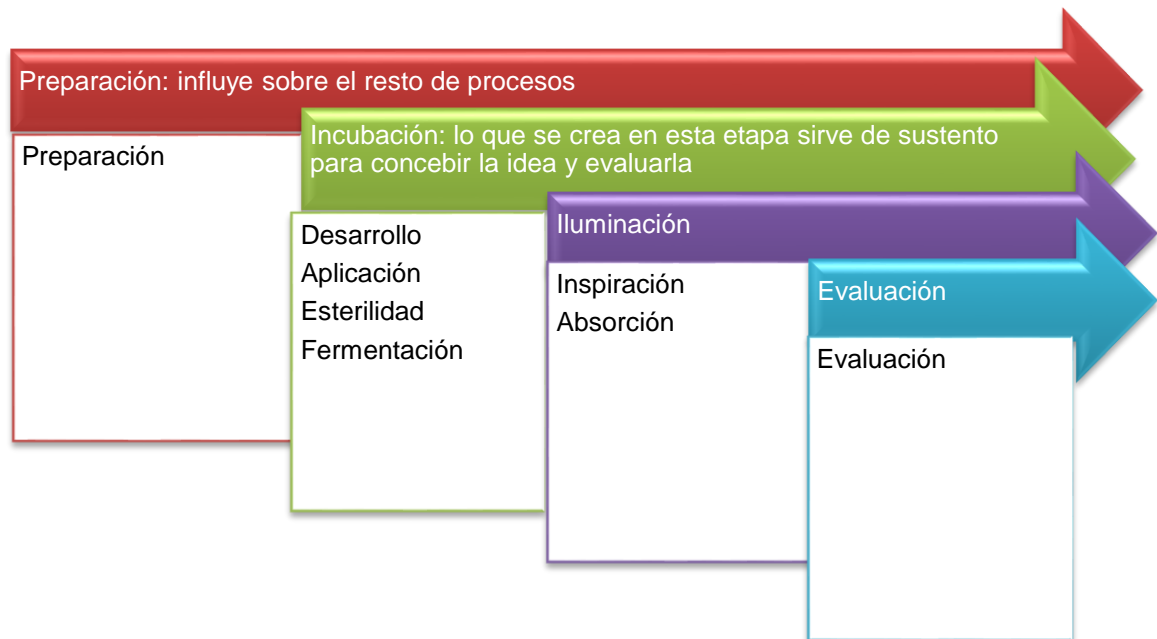 Preparación: influye sobre el resto de procesos
Preparación
Incubación: lo que se crea en esta etapa sirve de sustento
para concebir la idea y evaluarla
Desarrollo
Aplicación
Esterilidad
Fermentación
Iluminación
Inspiración
Absorción
Evaluación
Evaluación